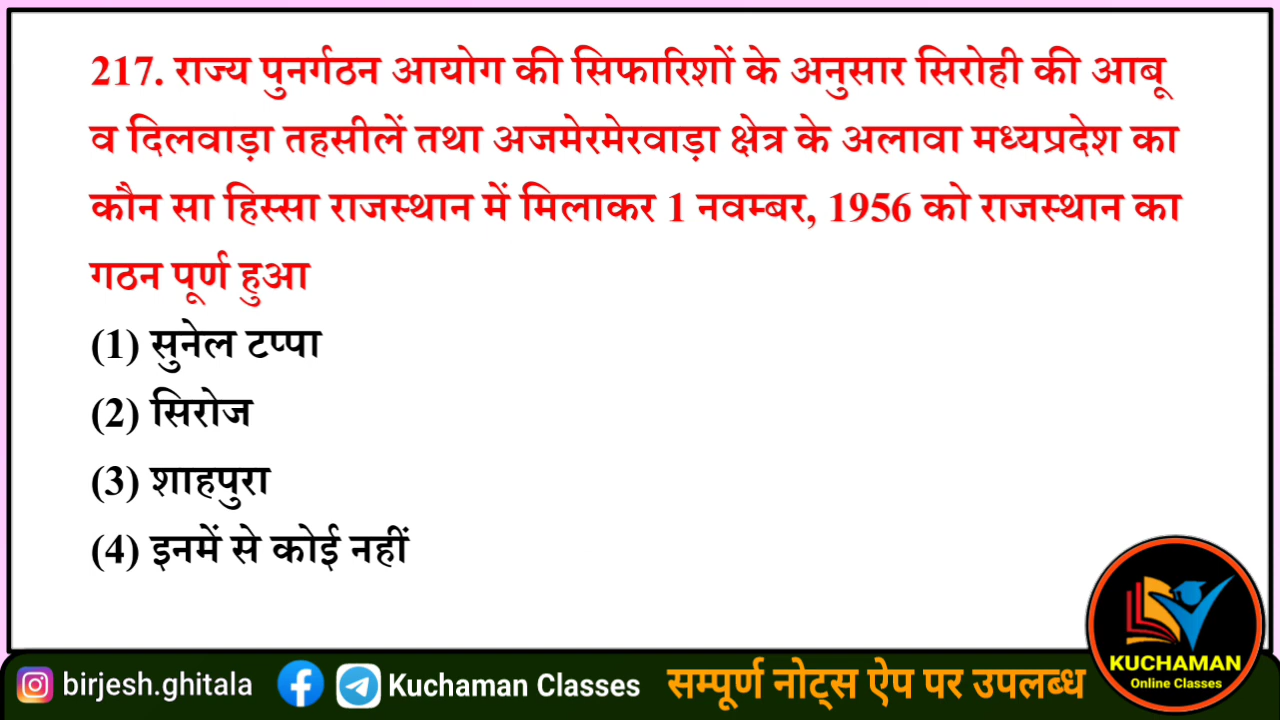 217. राज्य पुनर्गठन आयोग की सिफारिशों के अनुसार सिरोही की आबू
व दिलवाड़ा तहसीलें तथा अजमेरमेरवाड़ा क्षेत्र के अलावा मध्यप्रदेश का
कौन सा हिस्सा राजस्थान में मिलाकर 1 नवम्बर, 1956 को राजस्थान का
गठन पूर्ण हुआ
(1) सुनेल टप्पा
(2) सिरोज
(3) शाहपुरा
(4) इनमें से कोई नहीं
KUCHAMAN
Online Classes
birjesh.ghitala Kuchaman Classes सम्पूर्ण नोट्स ऐप पर उपलब्ध